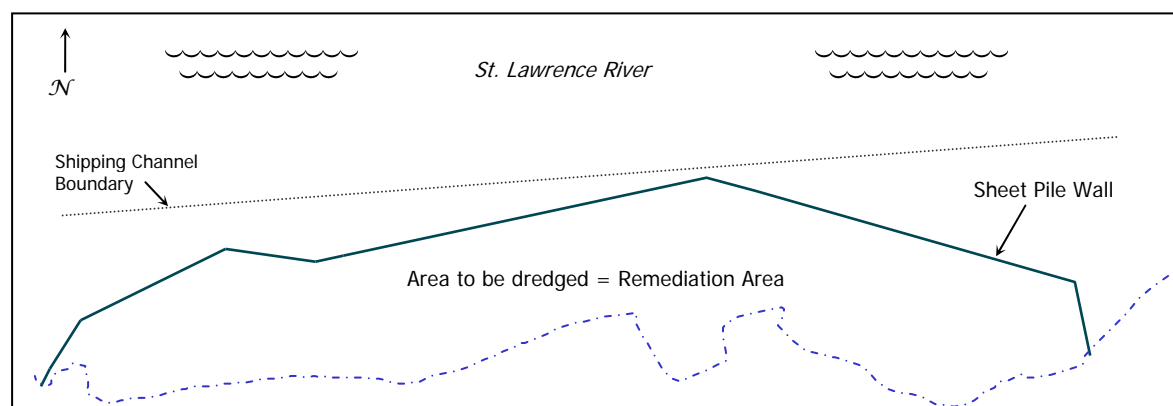 St. Lawrence River
N
Shipping Channel
Boundary
Sheet Pile Wall
Area to be dredged = Remediation Area